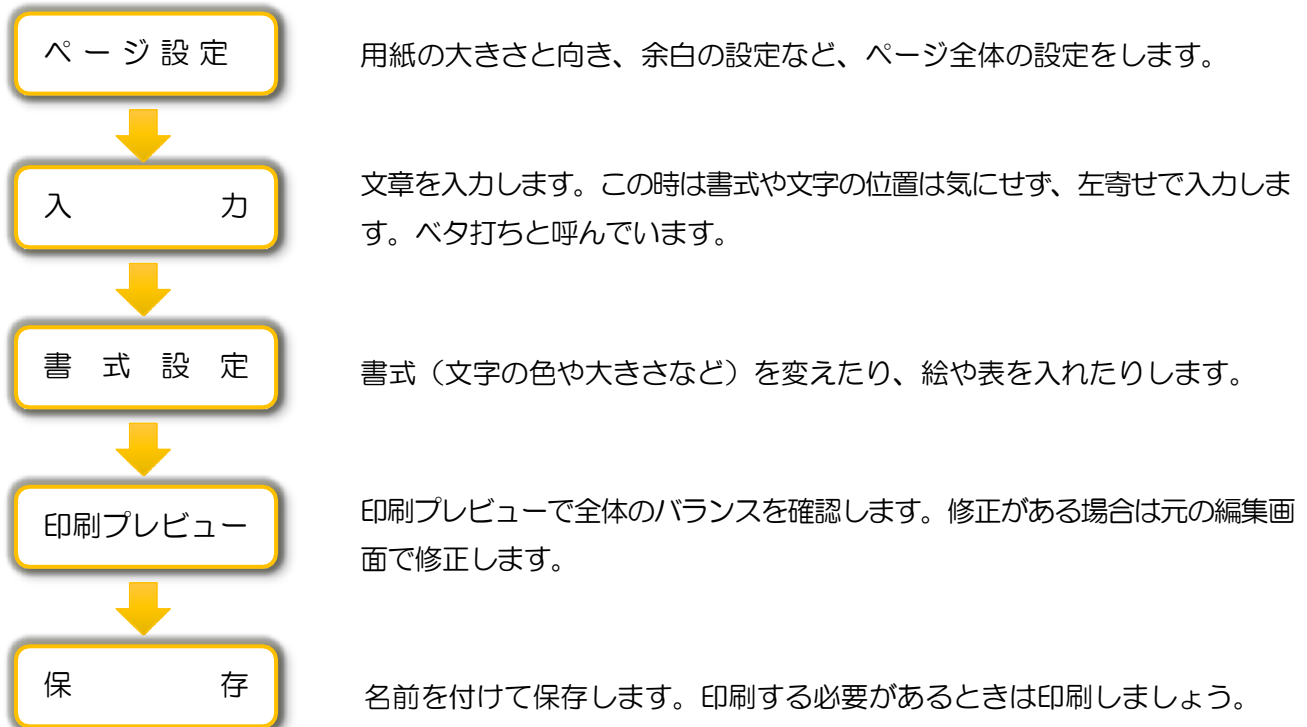 ページ設定
用紙の大きさと向き、余白の設定など、ページ全体の設定をします。
入力
文章を入力します。この時は書式や文字の位置は気にせず、左寄せで入力しま
す。ベタ打ちと呼んでいます。
書式設定
書式（文字の色や大きさなど）を変えたり、絵や表を入れたりします。
印刷プレビュー
印刷プレビューで全体のバランスを確認します。修正がある場合は元の編集画
面で修正します。
保存
名前を付けて保存します。印刷する必要があるときは印刷しましょう。